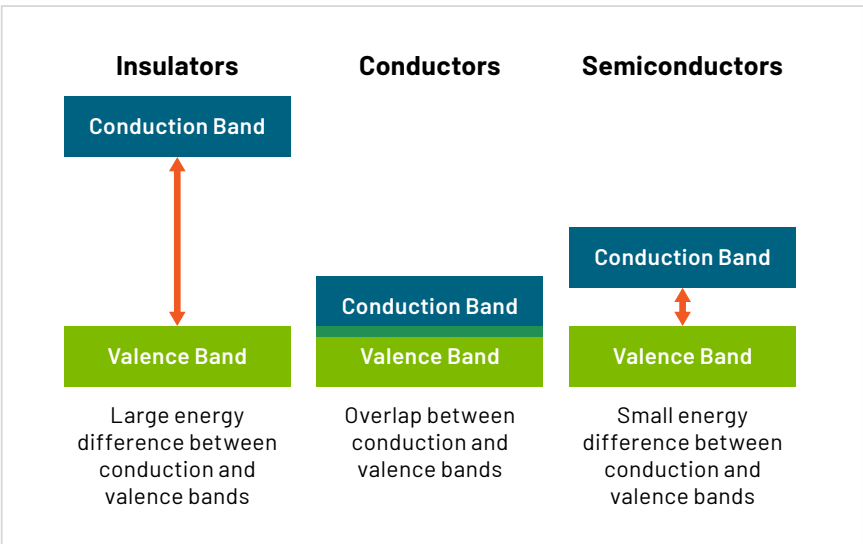 Insulators
Conduction Band
Valence Band
Large energy
difference between
conduction and
valence bands
Conductors
Conduction Band
Valence Band
Overlap between
conduction and
valence bands
Semiconductors
Conduction Band
Valence Band
Small energy
difference between
conduction and
valence bands